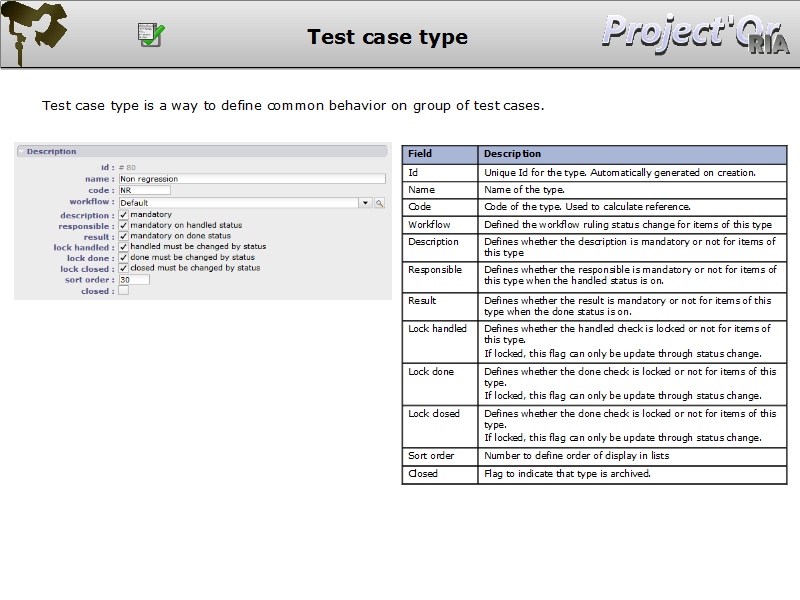 Test case type
Project'Or
RIA
Test case type is a way to define common behavior on group of test cases.
Description
id : # 80
name : Non regression
code : NR
workflow : Default
description : mandatory
responsible : mandatory on handled status
result : mandatory on done status
lock handled : handled must be changed by status
lock done : done must be changed by status
lock closed : closed must be changed by status
sort order : 30
closed :
Field Description
Id Unique Id for the type. Automatically generated on creation.
Name Name of the type.
Code Code of the type. Used to calculate reference.
Workflow Defined the workflow ruling status change for items of this type
Description Defines whether the description is mandatory or not for items of
this type
Responsible Defines whether the responsible is mandatory or not for items of
this type when the handled status is on.
Result Defines whether the result is mandatory or not for items of this
type when the done status is on.
Lock handled Defines whether the handled check is locked or not for items of
this type.
If locked, this flag can only be update through status change.
Lock done Defines whether the done check is locked or not for items of this
type.
If locked, this flag can only be update through status change.
Lock closed Defines whether the done check is locked or not for items of this
type.
If locked, this flag can only be update through status change.
Sort order Number to define order of display in lists
Closed Flag to indicate that type is archived.